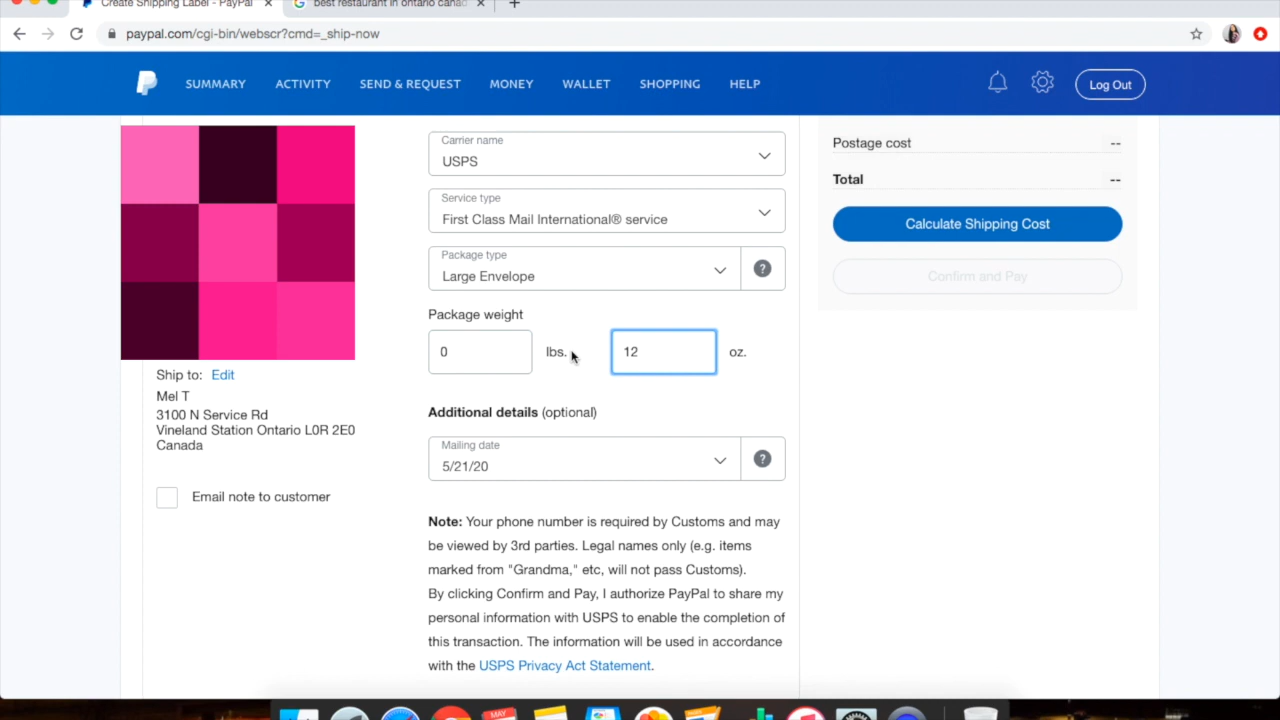 Create Shipping Label - PayPal
best restaurant in ontario canad
paypal.com/cgi-bin/webscr?cmd=_ship-now
SUMMARY ACTIVITY SEND & REQUEST MONEY WALLET SHOPPING HELP Log Out
Carrier name
USPS
Service type
First Class Mail International® service
Package type
Large Envelope ?
Package weight
0 lbs. 12 oz.
Additional details (optional)
Mailing date
5/21/20 ?
Note: Your phone number is required by Customs and may
be viewed by 3rd parties. Legal names only (e.g. items
marked from "Grandma," etc, will not pass Customs).
By clicking Confirm and Pay, I authorize PayPal to share my
personal information with USPS to enable the completion of
this transaction. The information will be used in accordance
with the USPS Privacy Act Statement.
Ship to: Edit
Mel T
3100 N Service Rd
Vineland Station Ontario L0R 2E0
Canada
Email note to customer
Postage cost --
Total --
Calculate Shipping Cost
Confirm and Pay
MAY